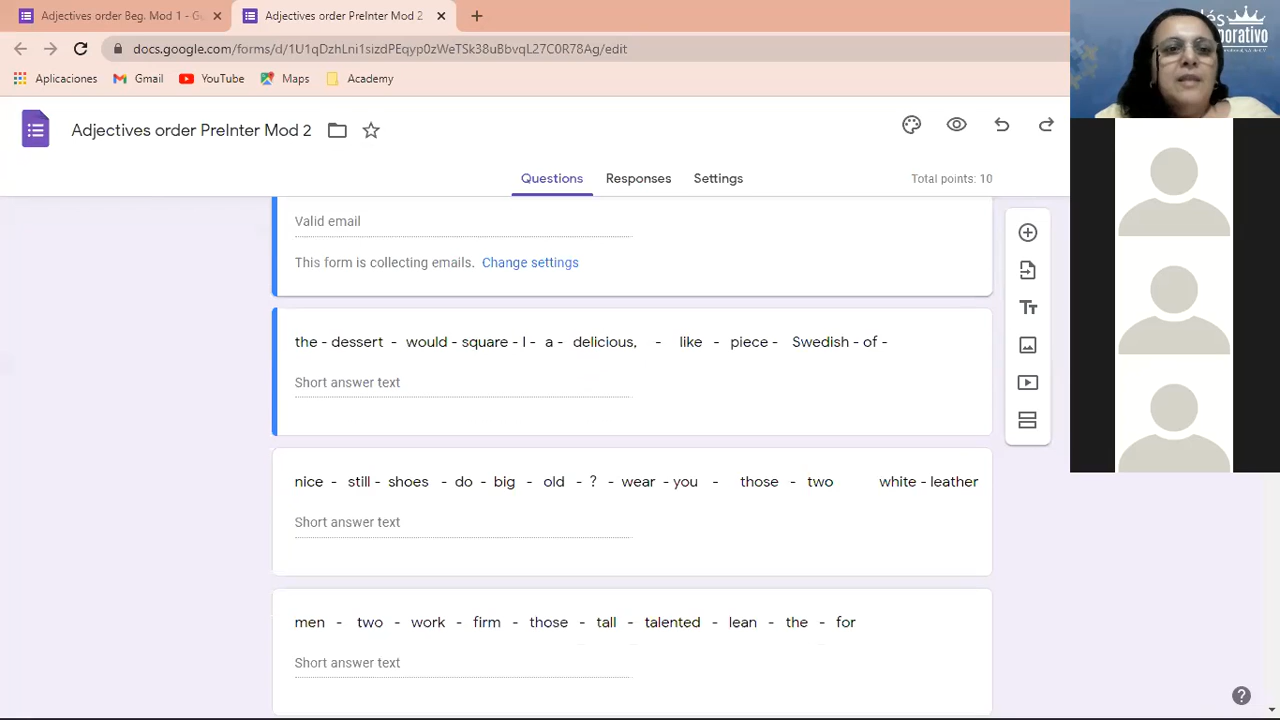 Adjectives order Beg. Mod 1 - G
Adjectives order PreInter Mod 2
docs.google.com/forms/d/1U1qDzhLni1sIzdPEqyp0zWeTSk38uBbvqL27C0R78Ag/edit
Aplicaciones Gmail YouTube Maps Academy
rporativo
Adjectives order PreInter Mod 2
Questions Responses Settings Total points: 10
Valid email
This form is collecting emails. Change settings
the - dessert - would - square - I - a - delicious, - like - piece - Swedish - of -
Short answer text
nice - still - shoes - do - big - old - ? - wear - you - those - two white - leather
Short answer text
men - two - work - firm - those - tall - talented - lean - the - for
Short answer text